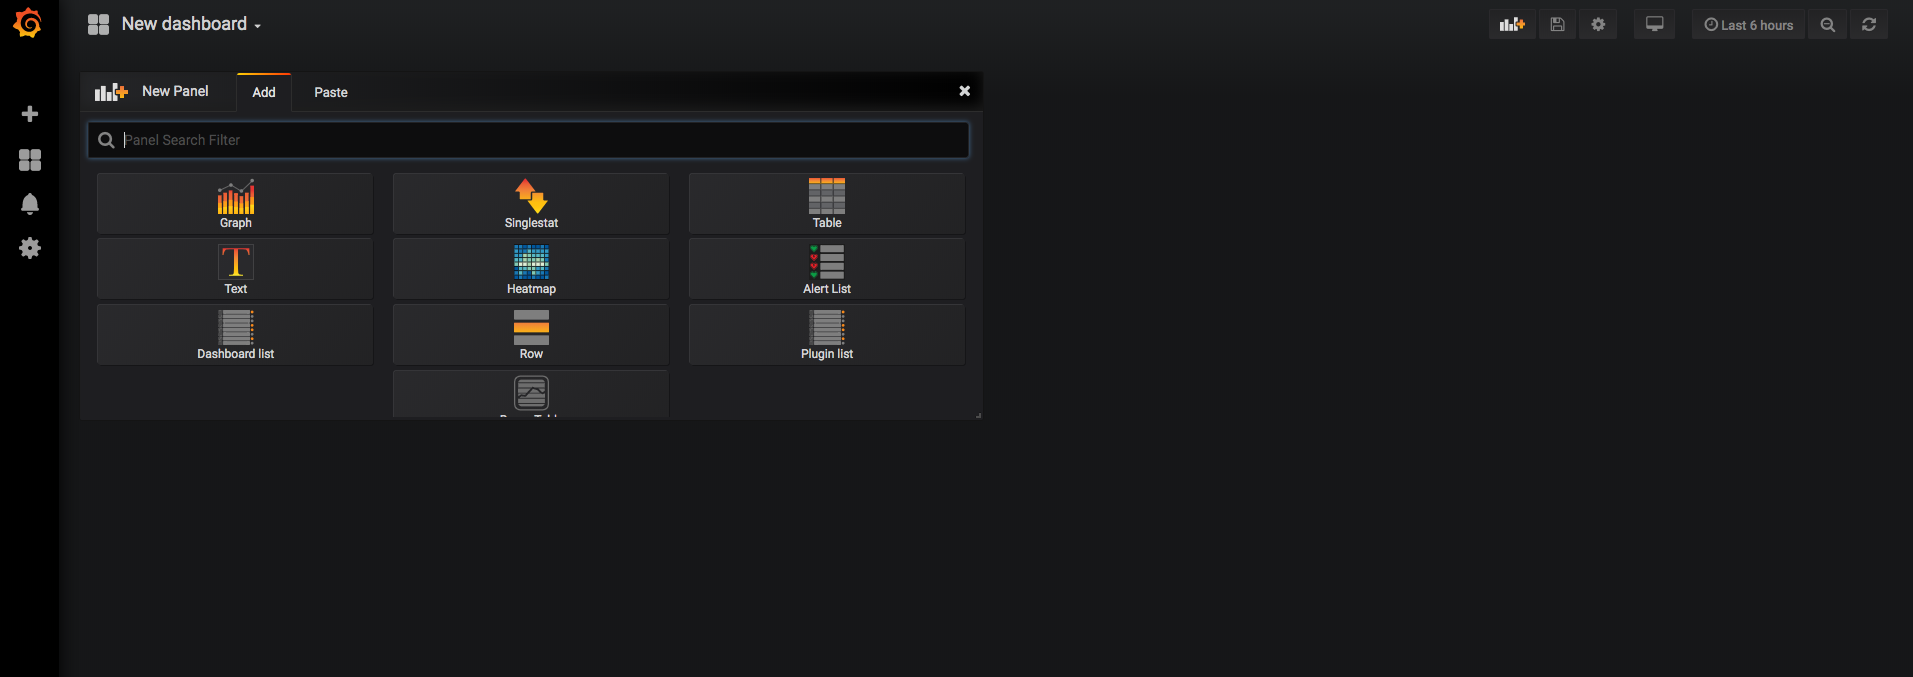 New dashboard
Last 6 hours
New Panel
Add
Paste
Panel Search Filter
Graph
Singlestat
Table
Text
Heatmap
Alert List
Dashboard list
Row
Plugin list